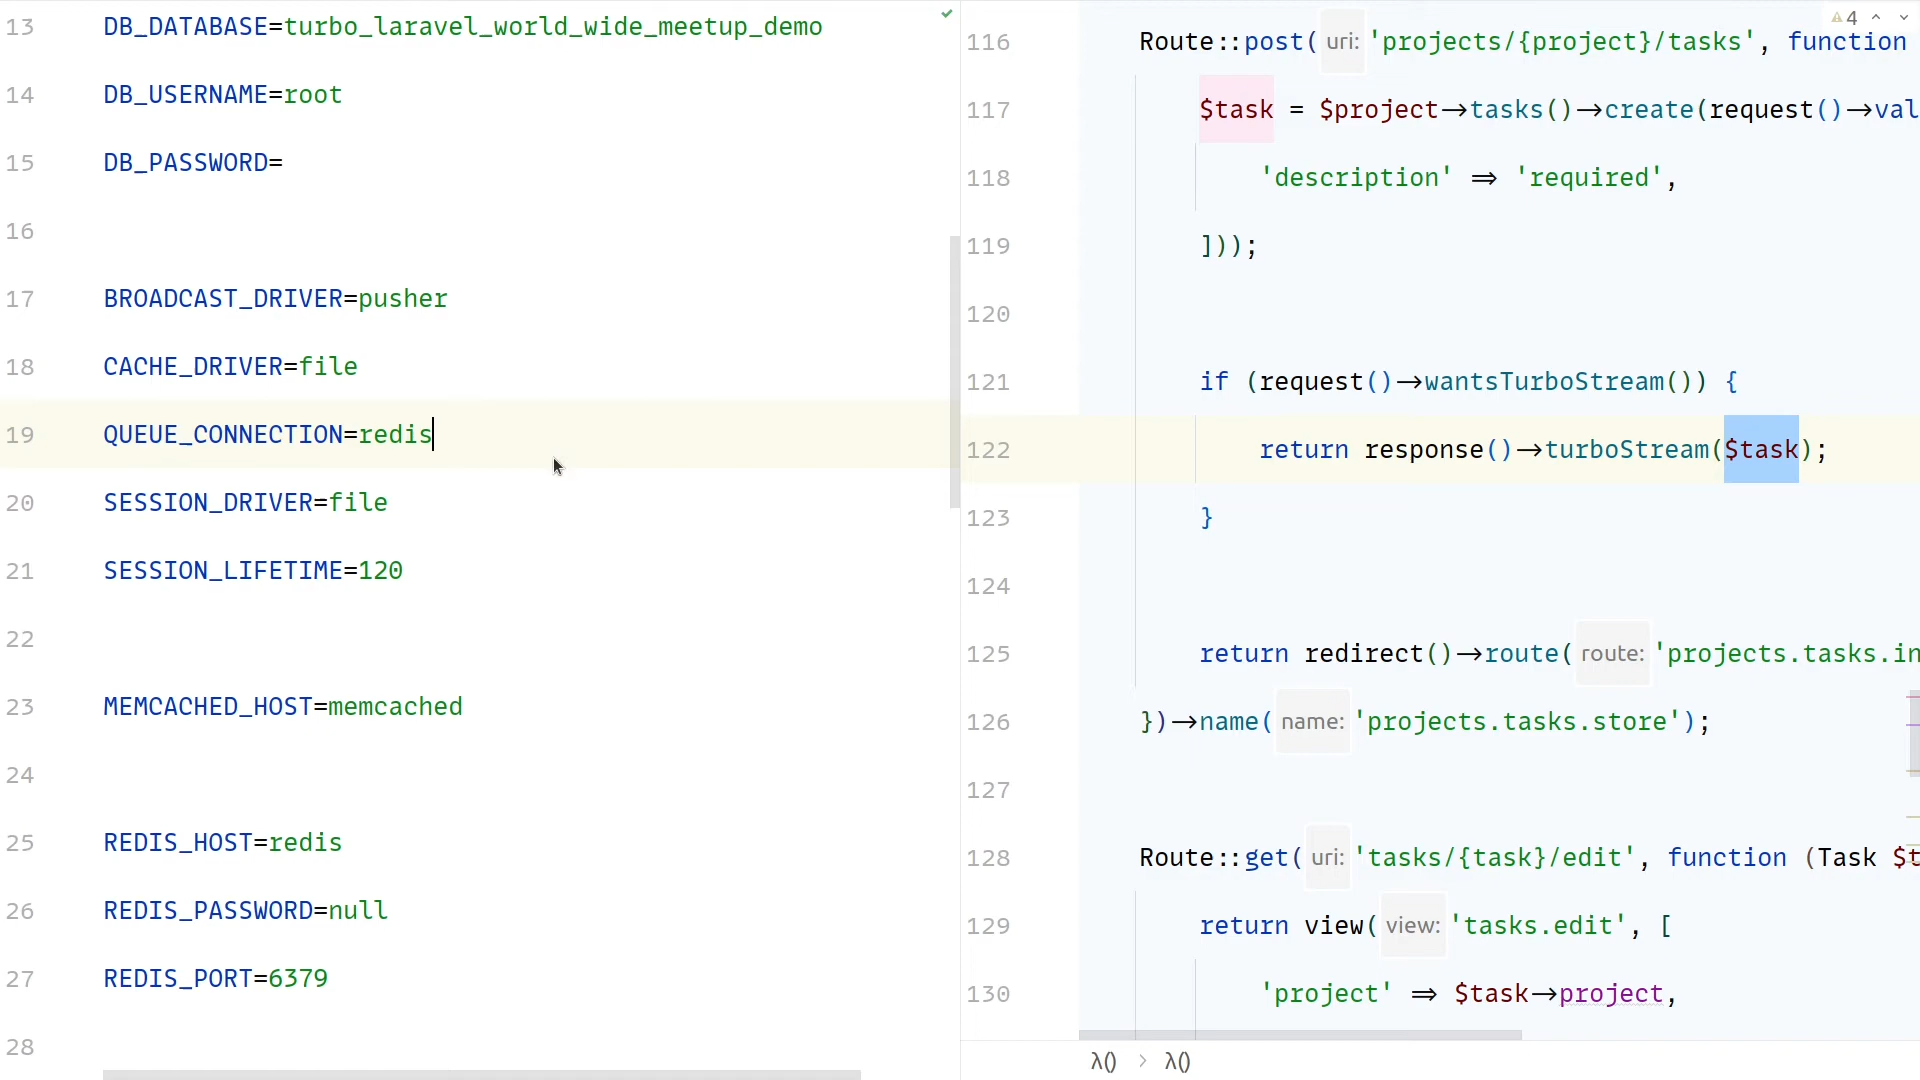 13 DB_DATABASE=turbo_laravel_world_wide_meetup_demo
14 DB_USERNAME=root
15 DB_PASSWORD=
16
17 BROADCAST_DRIVER=pusher
18 CACHE_DRIVER=file
19 QUEUE_CONNECTION=redis
20 SESSION_DRIVER=file
21 SESSION_LIFETIME=120
22
23 MEMCACHED_HOST=memcached
24
25 REDIS_HOST=redis
26 REDIS_PASSWORD=null
27 REDIS_PORT=6379
28
4
116 Route::post( uri: 'projects/{project}/tasks', function
117 $task = $project→tasks()→create(request()→val
118 'description' ⇒ 'required',
119 ]));
120
121 if (request()→wantsTurboStream()) {
122 return response()→turboStream($task);
123 }
124
125 return redirect()→route( route: 'projects.tasks.in
126 })→name( name: 'projects.tasks.store');
127
128 Route::get( uri: 'tasks/{task}/edit', function (Task $t
129 return view( view: 'tasks.edit', [
130 'project' ⇒ $task→project,
λ() > λ()